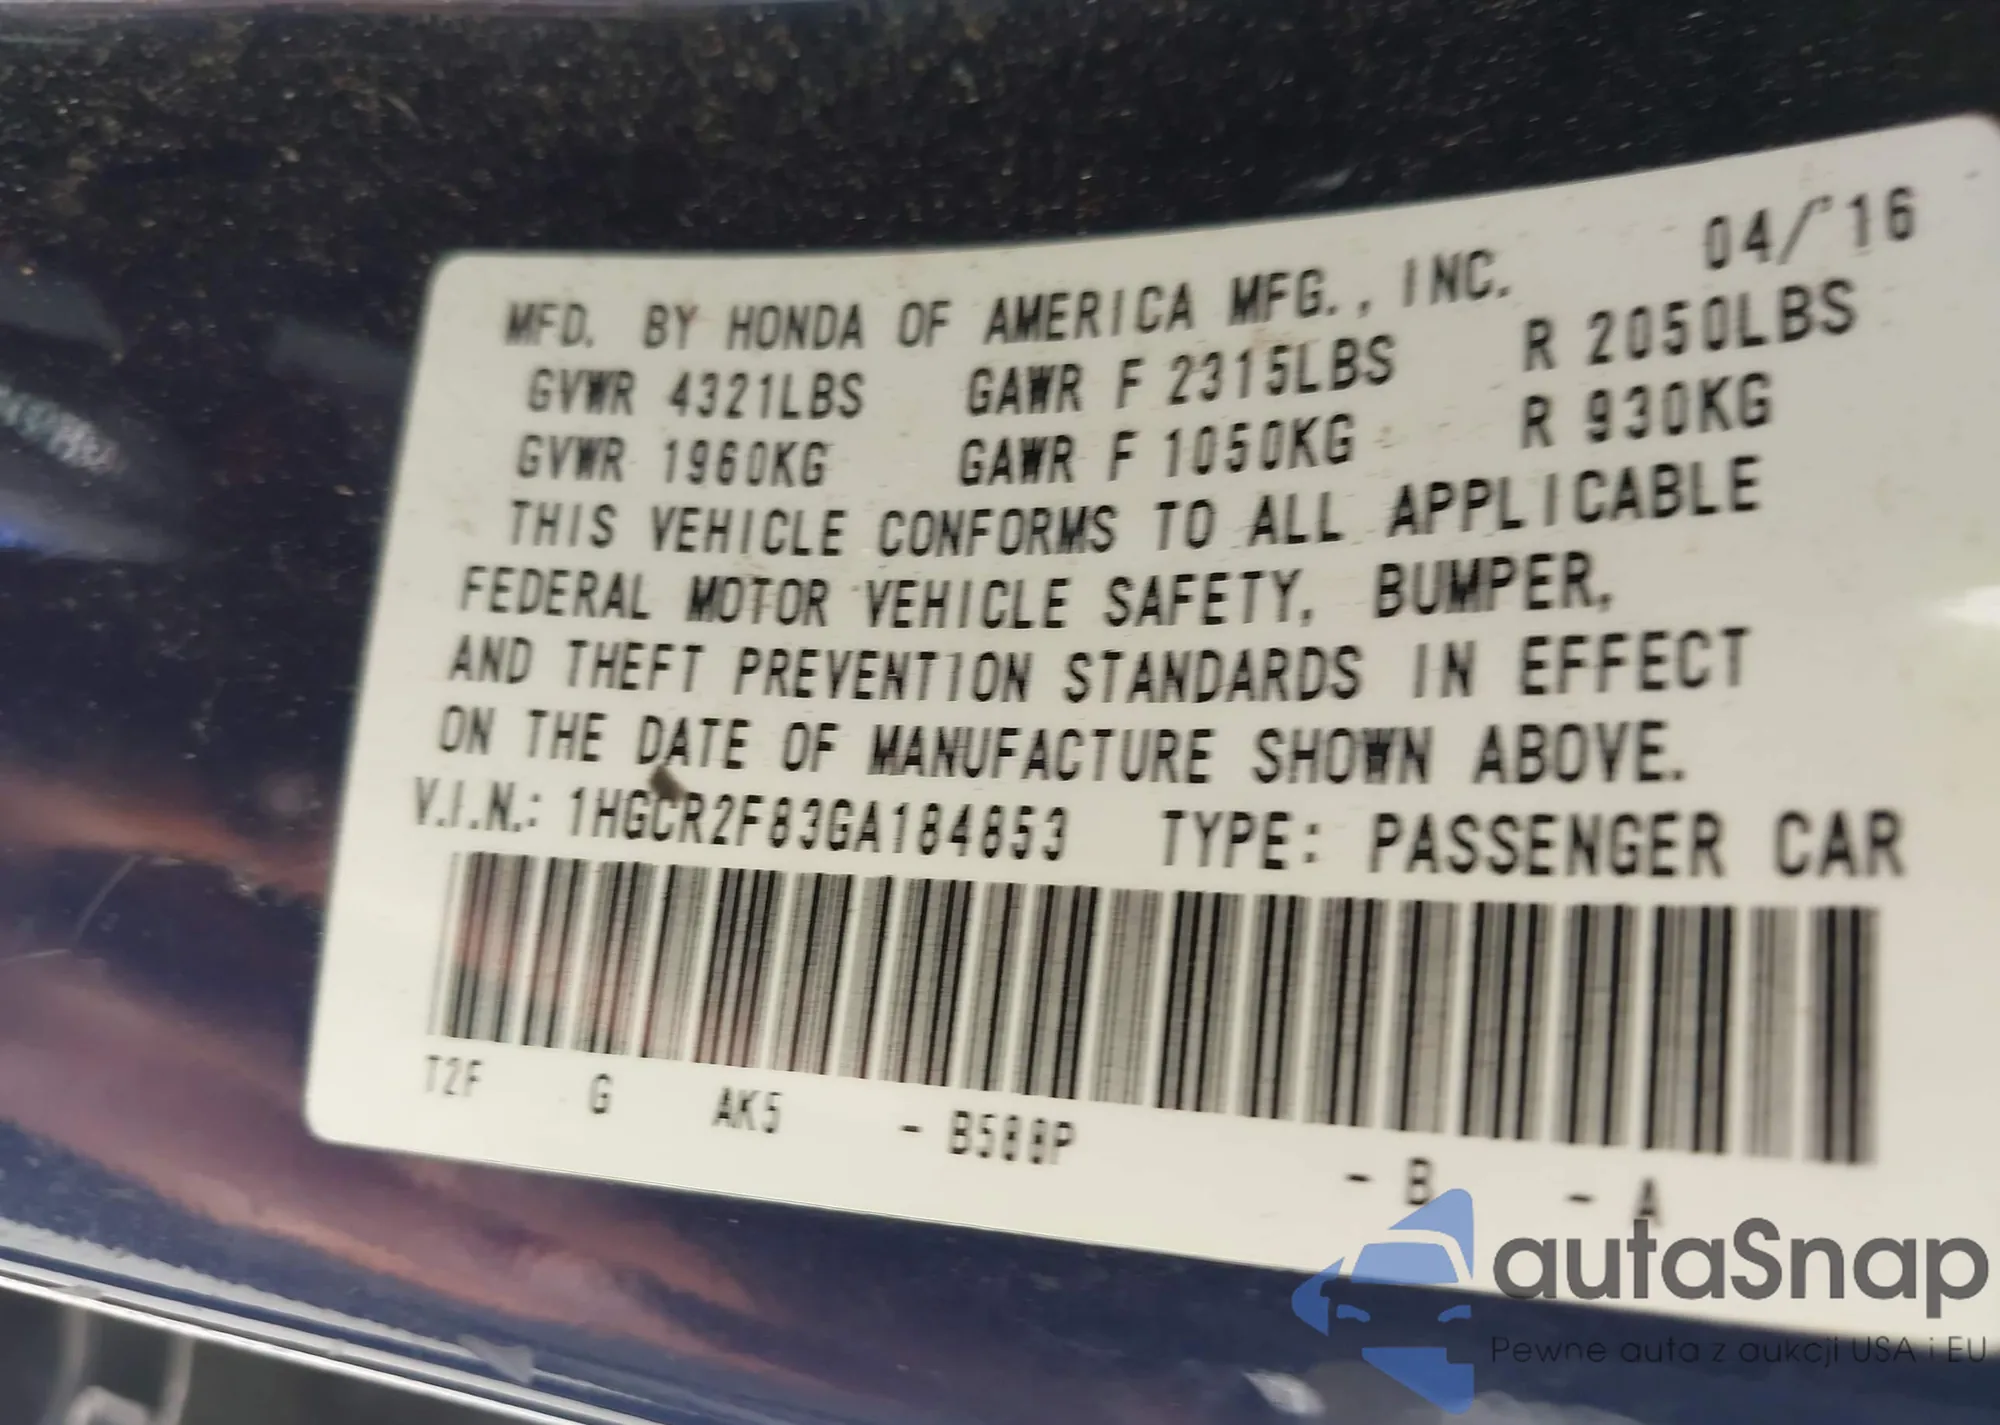 04/'16
MFD. BY HONDA OF AMERICA MFG., INC.
GVWR 4321LBS GAWR F 2315LBS R 2050LBS
GVWR 1960KG GAWR F 1050KG R 930KG
THIS VEHICLE CONFORMS TO ALL APPLICABLE
FEDERAL MOTOR VEHICLE SAFETY, BUMPER,
AND THEFT PREVENTION STANDARDS IN EFFECT
ON THE DATE OF MANUFACTURE SHOWN ABOVE.
V.I.N.: 1HGCR2F83GA184853 TYPE: PASSENGER CAR
T2F G AK5 - B588P - B - A
autaSnap
Pewne auta z aukcji USA i EU